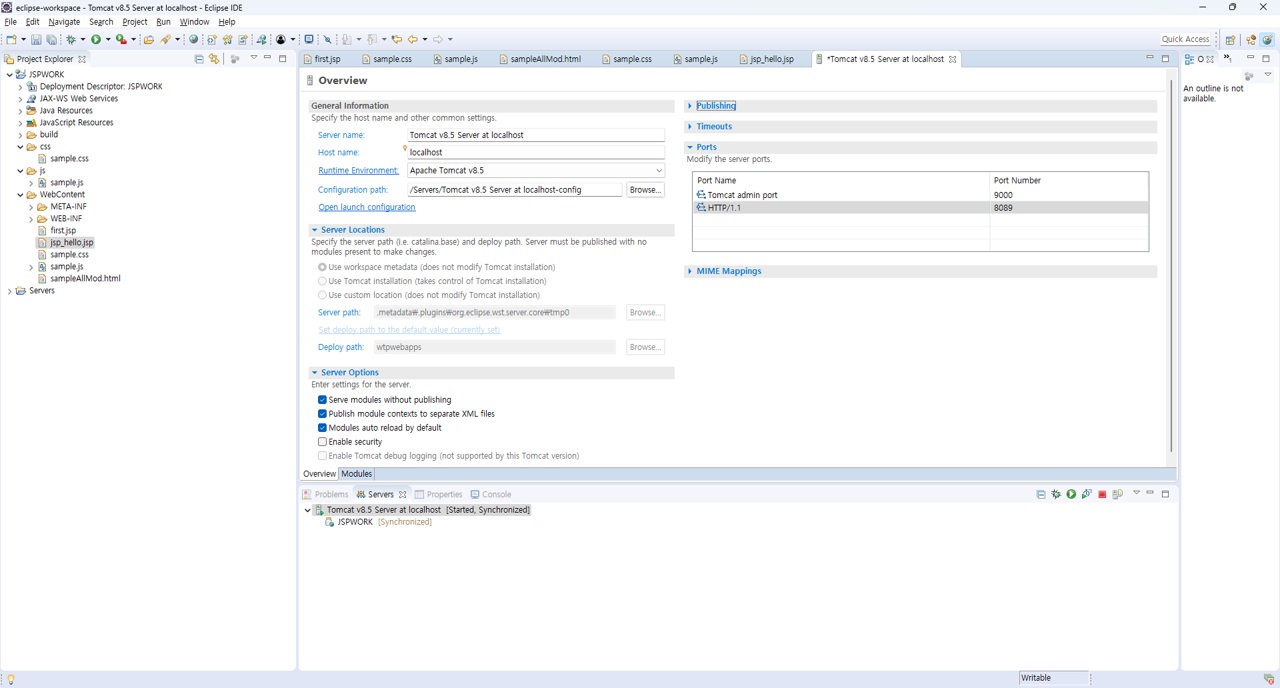 eclipse-workspace - Tomcat v8.5 Server at localhost - Eclipse IDE
File Edit Navigate Search Project Run Window Help
Quick Access
Project Explorer
JSPWORK
Deployment Descriptor: JSPWORK
JAX-WS Web Services
Java Resources
JavaScript Resources
build
css
sample.css
js
sample.js
WebContent
META-INF
WEB-INF
first.jsp
jsp_hello.jsp
sample.css
sample.js
sampleAllMod.html
Servers
first.jsp sample.css sample.js sampleAllMod.html sample.css sample.js jsp_hello.jsp *Tomcat v8.5 Server at localhost
Overview
General Information
Specify the host name and other common settings.
Server name: Tomcat v8.5 Server at localhost
Host name: localhost
Runtime Environment: Apache Tomcat v8.5
Configuration path: /Servers/Tomcat v8.5 Server at localhost-config Browse...
Open launch configuration
Server Locations
Specify the server path (i.e. catalina.base) and deploy path. Server must be published with no
modules present to make changes.
Use workspace metadata (does not modify Tomcat installation)
Use Tomcat installation (takes control of Tomcat installation)
Use custom location (does not modify Tomcat installation)
Server path: .metadata₩.plugins₩org.eclipse.wst.server.core₩tmp0 Browse...
Set deploy path to the default value (currently set)
Deploy path: wtpwebapps Browse...
Server Options
Enter settings for the server.
Serve modules without publishing
Publish module contexts to separate XML files
Modules auto reload by default
Enable security
Enable Tomcat debug logging (not supported by this Tomcat version)
Publishing
Timeouts
Ports
Modify the server ports.
Port Name Port Number
Tomcat admin port 9000
HTTP/1.1 8089
MIME Mappings
Overview Modules
Problems Servers Properties Console
Tomcat v8.5 Server at localhost [Started, Synchronized]
JSPWORK [Synchronized]
O
An outline is not
available.
Writable